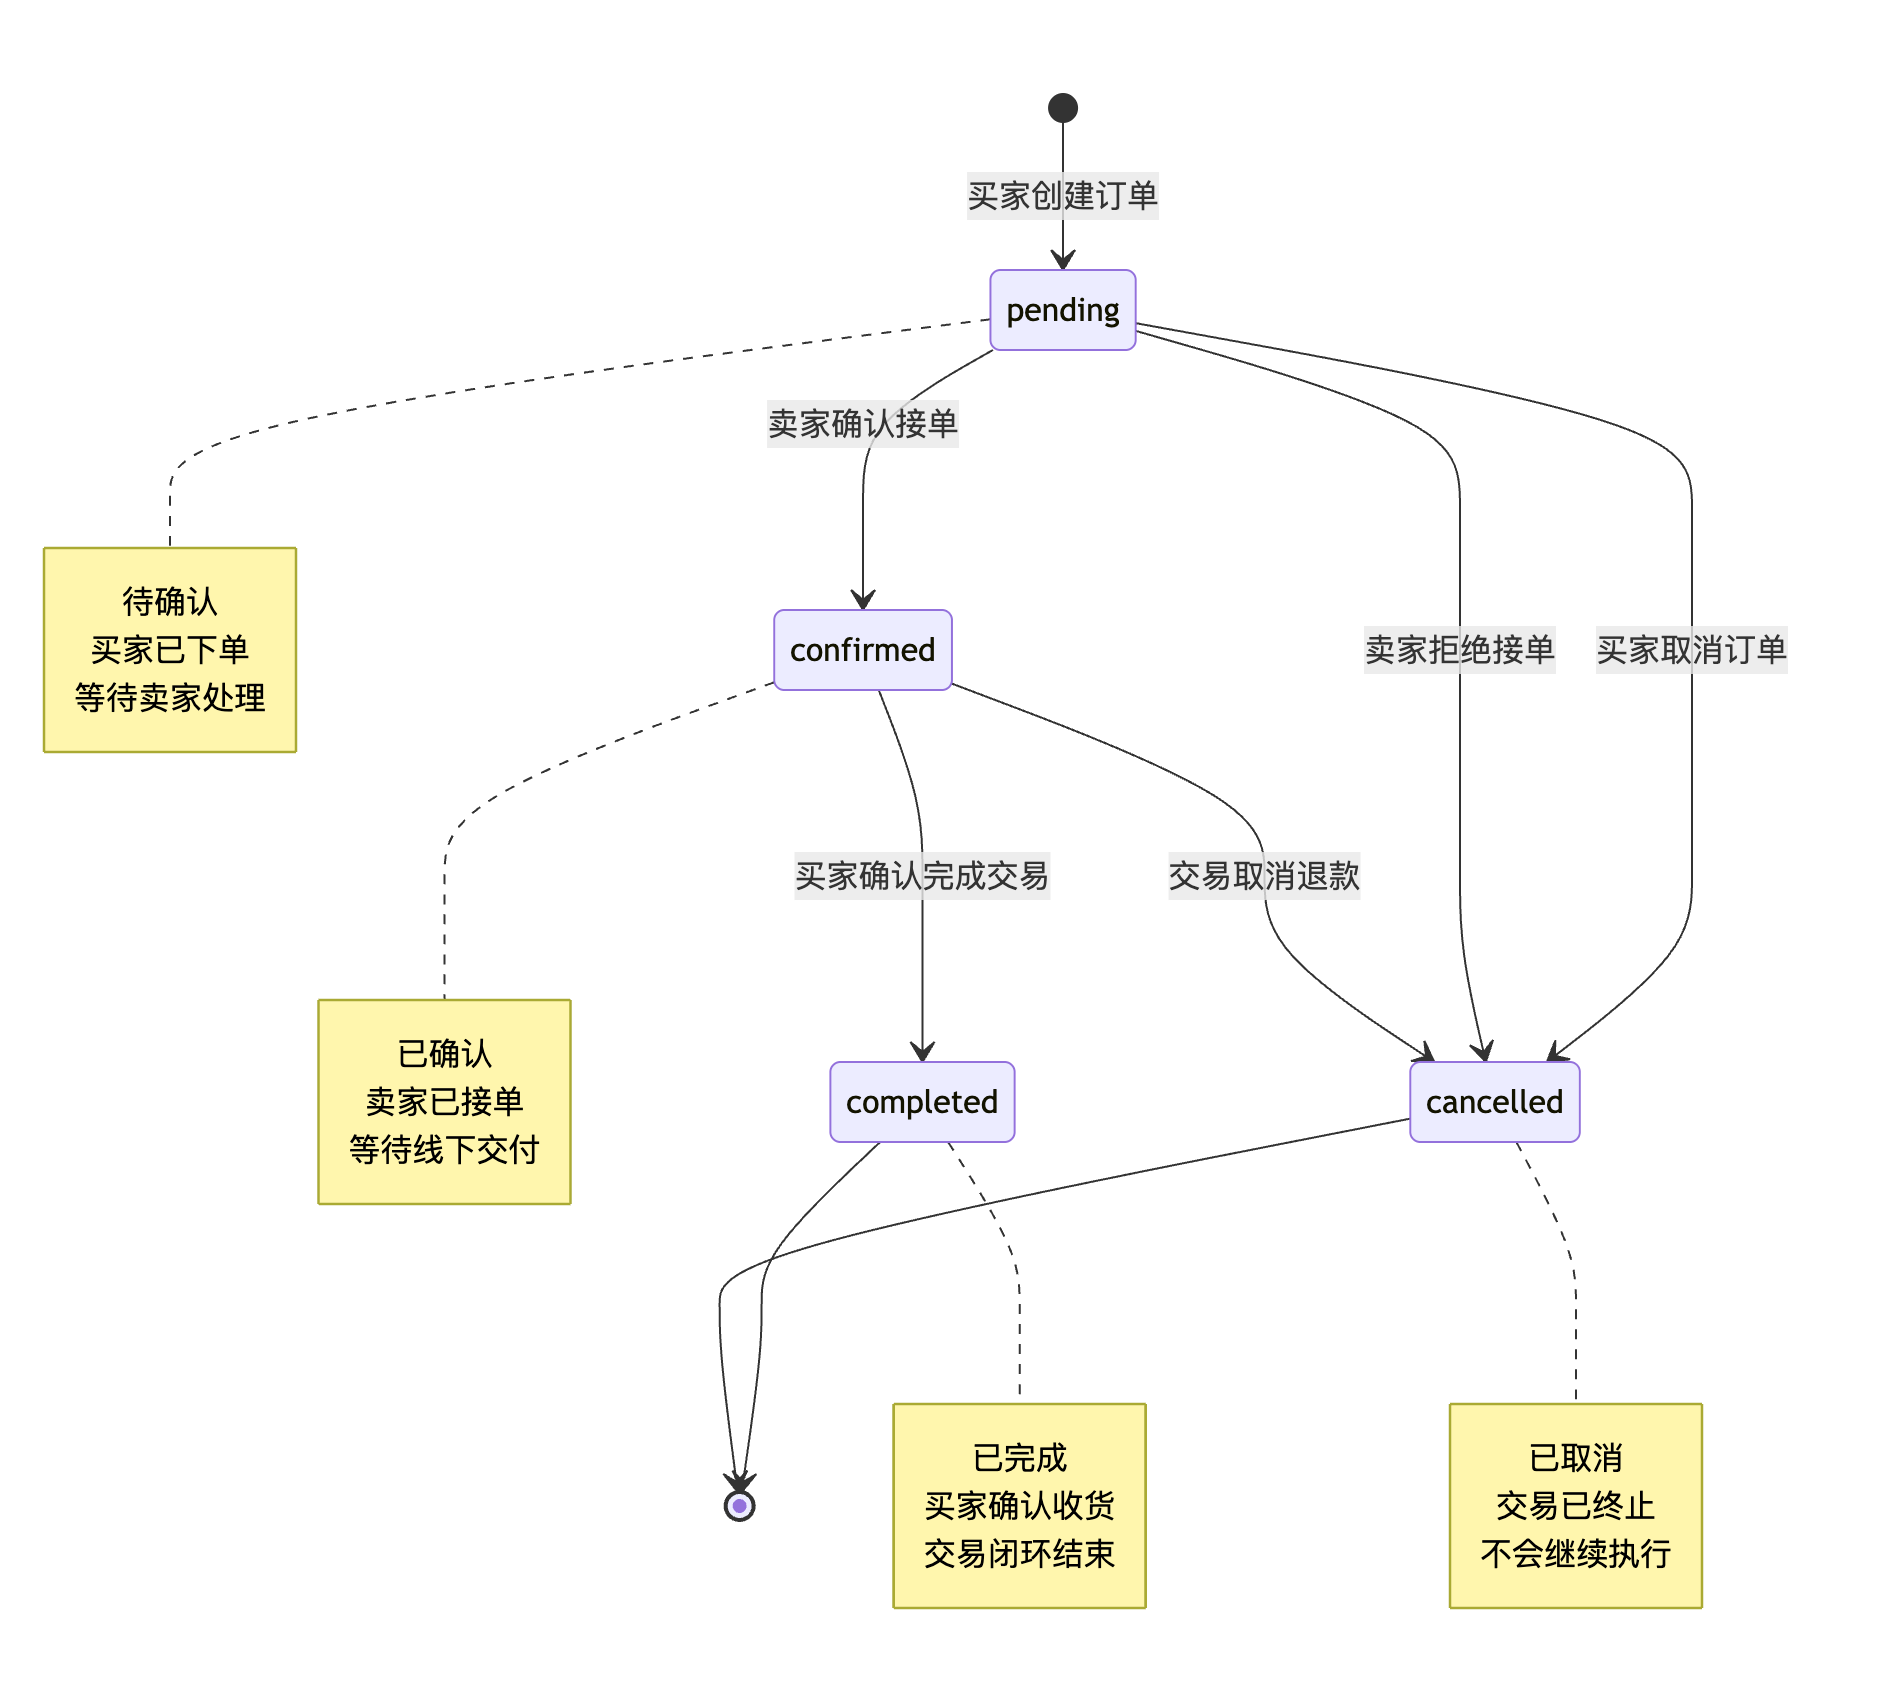 买家创建订单
pending
卖家确认接单
待确认
买家已下单
等待卖家处理
confirmed
卖家拒绝接单
买家取消订单
买家确认完成交易
交易取消退款
已确认
卖家已接单
等待线下交付
completed
cancelled
已完成
买家确认收货
交易闭环结束
已取消
交易已终止
不会继续执行